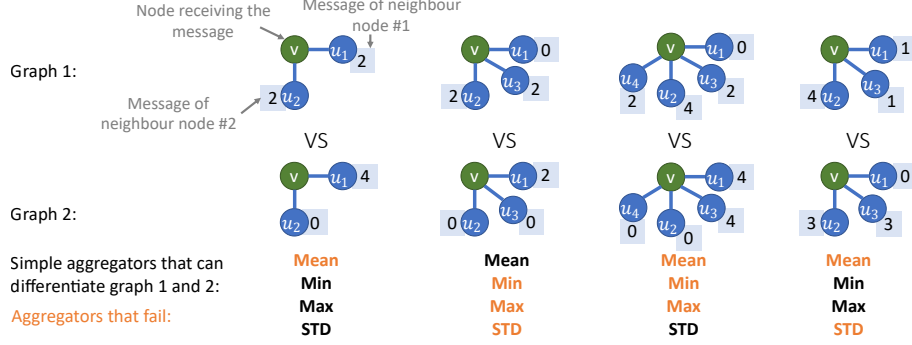 Node receiving the message
Message of neighbour node #1
Graph 1:
v u₁ 2
2 u₂
Message of neighbour node #2
v u₁ 0
u₃ 2
2 u₂
v u₁ 0
u₄ u₃ 2
2 u₂ 4
v u₁ 1
u₃ 1
4 u₂
VS VS VS VS
Graph 2:
v u₁ 4
u₂ 0
v u₁ 2
0 u₂ u₃ 0
v u₁ 4
u₄ u₃ 4
0 u₂ 0
v u₁ 0
3 u₂ u₃ 3
Simple aggregators that can differentiate graph 1 and 2:
Aggregators that fail:
Mean Mean Mean Mean
Min Min Min Min
Max Max Max Max
STD STD STD STD